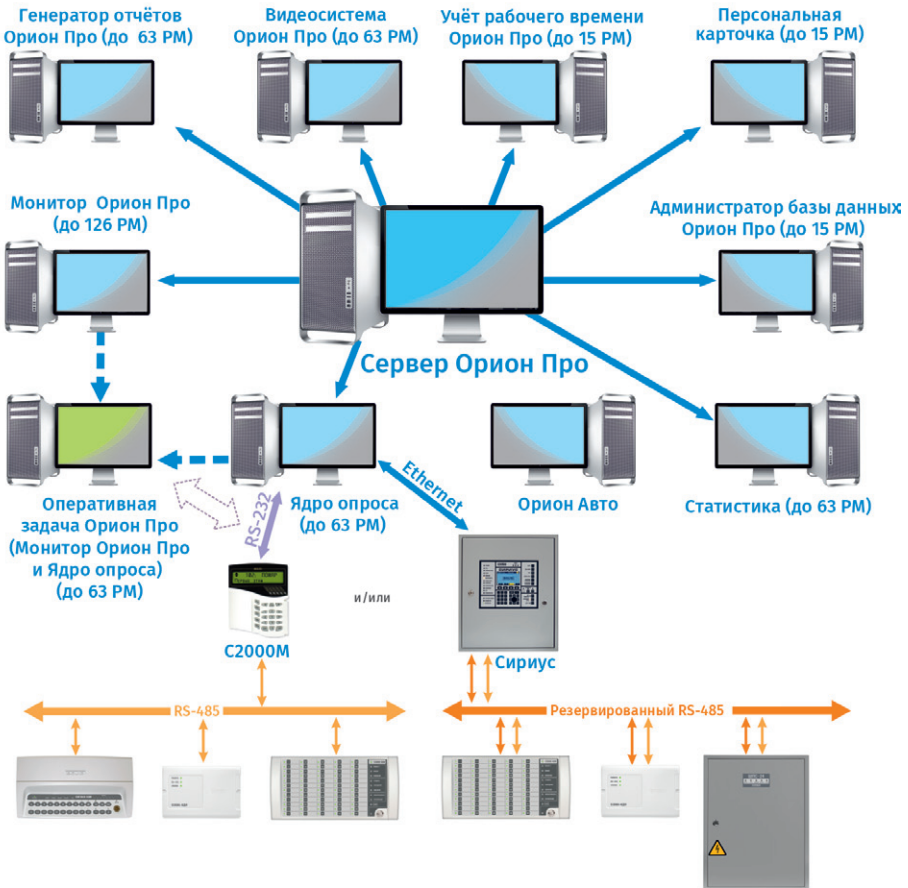 Генератор отчётов
Орион Про (до 63 РМ)
Видеосистема
Орион Про (до 63 РМ)
Учёт рабочего времени
Орион Про (до 15 РМ)
Персональная
карточка (до 15 РМ)
Монитор Орион Про
(до 126 РМ)
Администратор базы данных
Орион Про (до 15 РМ)
Сервер Орион Про
Оперативная
задача Орион Про
(Монитор Орион Про
и Ядро опроса)
(до 63 РМ)
RS-232
Ядро опроса
(до 63 РМ)
Ethernet
Орион Авто
Статистика (до 63 РМ)
и/или
С2000М
Сириус
RS-485
Резервированный RS-485